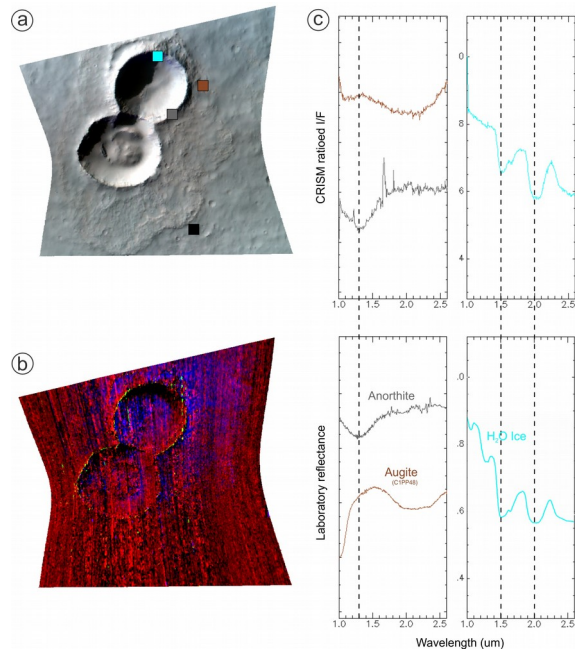 a
c
CRISM ratioed I/F
.0
.8
.6
.4
1.0 1.5 2.0 2.5
1.0 1.5 2.0 2.5
b
Laboratory reflectance
Anorthite
Augite
(C1PP48)
H₂O Ice
.0
.8
.6
.4
1.0 1.5 2.0 2.5
1.0 1.5 2.0 2.5
Wavelength (um)